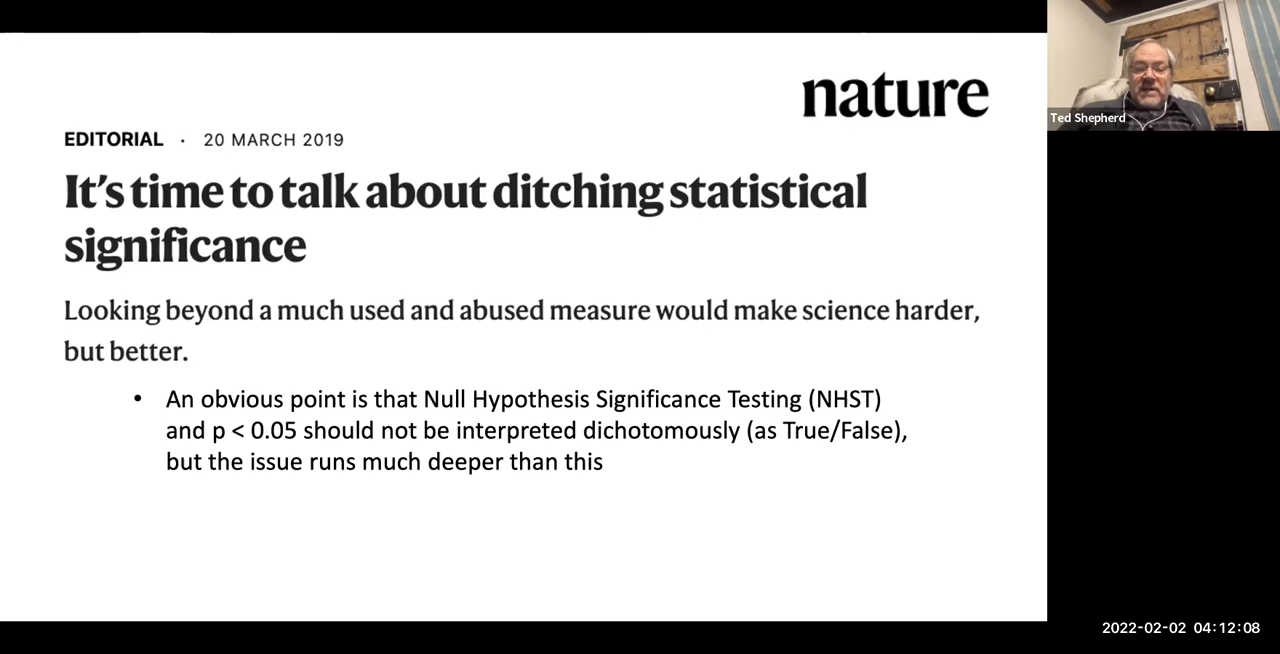 nature
EDITORIAL · 20 MARCH 2019
It's time to talk about ditching statistical
significance
Looking beyond a much used and abused measure would make science harder,
but better.
• An obvious point is that Null Hypothesis Significance Testing (NHST)
and p < 0.05 should not be interpreted dichotomously (as True/False),
but the issue runs much deeper than this
Ted Shepherd
2022-02-02 04:12:08